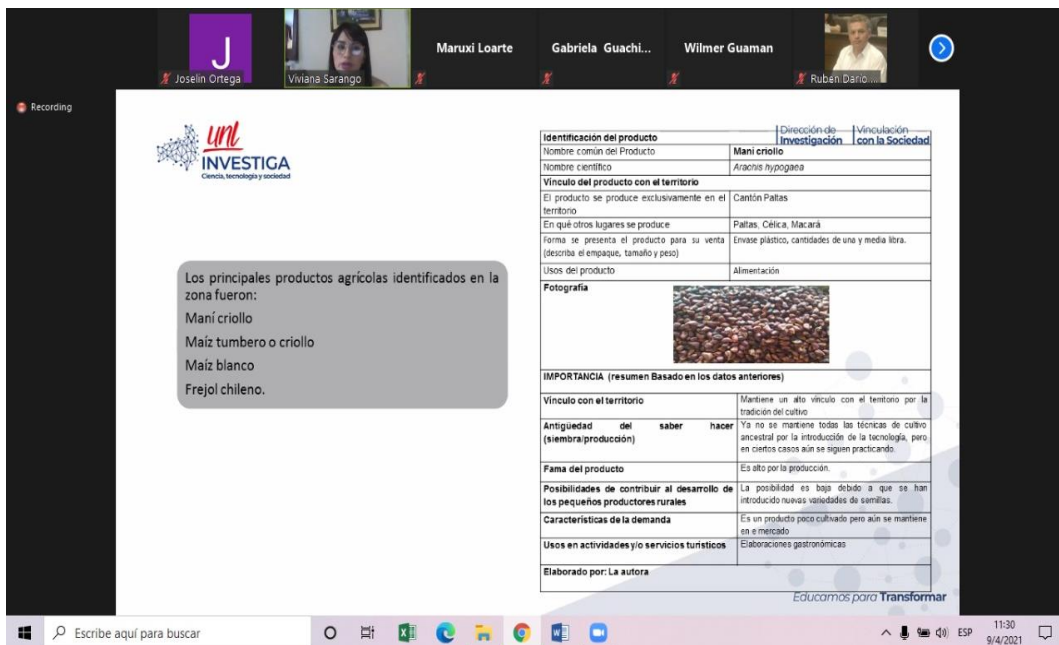 J
Joselin Ortega
Viviana Sarango
Maruxi Loarte
Gabriela Guachi...
Wilmer Guaman
Ruben Dario ...
Recording
unl
INVESTIGA
Ciencia, tecnología y sociedad
Dirección de
Investigación
Vinculación
con la Sociedad
Los principales productos agrícolas identificados en la
zona fueron:
Maní criollo
Maíz tumbero o criollo
Maíz blanco
Frejol chileno.
Identificación del producto
Nombre común del Producto
Maní criollo
Nombre científico
Arachis hypogaea
Vínculo del producto con el territorio
El producto se produce exclusivamente en el
territorio
Cantón Paltas
En qué otros lugares se produce
Paltas, Célica, Macará
Forma se presenta el producto para su venta
(describa el empaque, tamaño y peso)
Envase plástico, cantidades de una y media libra.
Usos del producto
Alimentación
Fotografía
IMPORTANCIA (resumen Basado en los datos anteriores)
Vínculo con el territorio
Mantiene un alto vínculo con el territorio por la
tradición del cultivo
Antigüedad del saber hacer
(siembra/producción)
Ya no se mantiene todas las técnicas de cultivo
ancestral por la introducción de la tecnología, pero
en ciertos casos aún se siguen practicando.
Fama del producto
Es alto por la producción.
Posibilidades de contribuir al desarrollo de
los pequeños productores rurales
La posibilidad es baja debido a que se han
introducido nuevas variedades de semillas.
Características de la demanda
Es un producto poco cultivado pero aún se mantiene
en e mercado
Usos en actividades y/o servicios turísticos
Elaboraciones gastronómicas
Elaborado por: La autora
Educamos para Transformar
Escribe aquí para buscar
ESP
11:30
9/4/2021